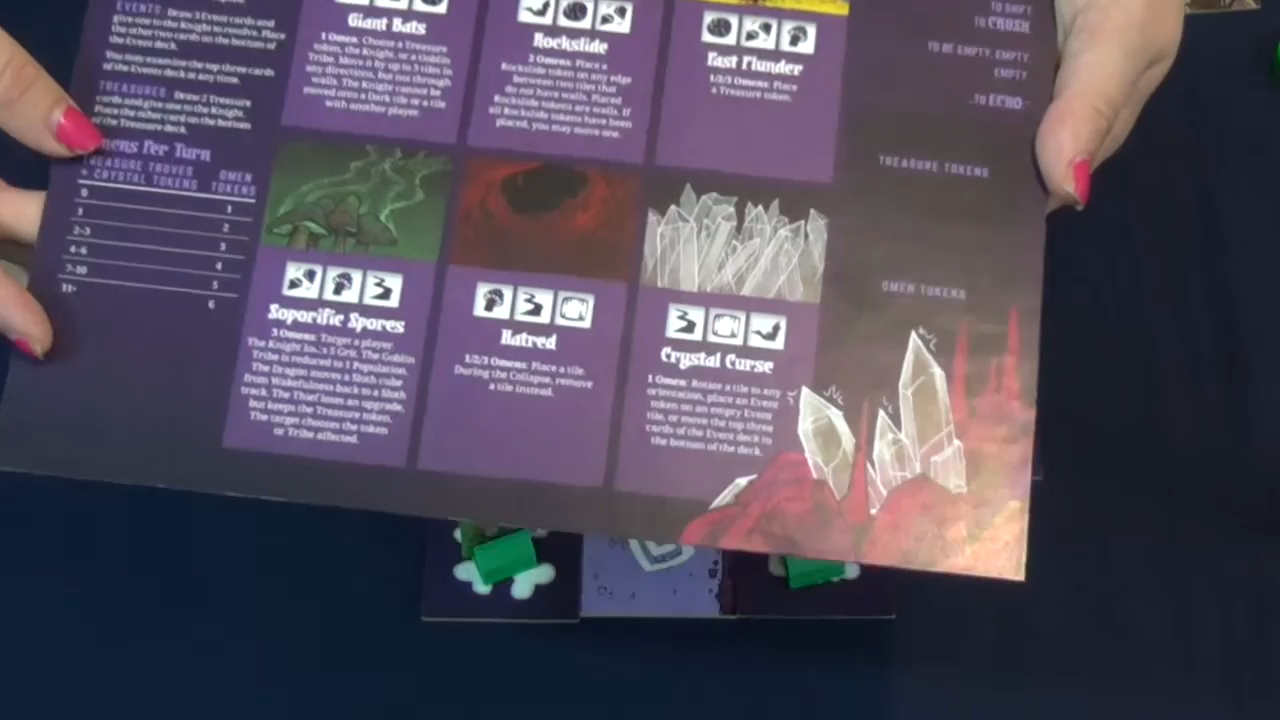 EVENTS: Draw 3 Event cards and
give one to the Knight to resolve. Place
the other two cards on the bottom of
the Event deck.
You may examine the top three cards
of the Events deck at any time.
TREASURES: Draw 2 Treasure
cards and give one to the Knight.
Place the other card on the bottom
of the Treasure deck.
Per Turn
TREASURE TROVES
+ CRYSTAL TOKENS
OMEN
TOKENS
0 1
1 2
2-3 3
4-6 4
7-10 5
11+ 6
Giant Bats
1 Omen: Choose a Treasure
token, the Knight, or a Goblin
Tribe. Move it by up to 3 tiles in
any directions, but not through
walls. The Knight cannot be
moved onto a Dark tile or a tile
with another player.
Rockslide
2 Omens: Place a
Rockslide token on any edge
between two tiles that
do not have walls. Placed
Rockslide tokens are walls. If
all Rockslide tokens have been
placed, you may move one.
Fast Plunder
1/2/3 Omens: Place
a Treasure token.
TO SHIFT
TO CRUSH
TO BE EMPTY, EMPTY,
EMPTY
..TO ECHO
TREASURE TOKENS
OMEN TOKENS
Soporific Spores
3 Omens: Target a player
The Knight loses 3 Grit. The Goblin
Tribe is reduced to 1 Population.
The Dragon moves a Sloth cube
from Wakefulness back to a Sloth
track. The Thief loses an upgrade,
but keeps the Treasure token.
The target chooses the token
or Tribe affected.
Hatred
1/2/3 Omens: Place a tile.
During the Collapse, remove
a tile instead.
Crystal Curse
1 Omen: Rotate a tile to any
orientation, place an Event
token on an empty Event
tile, or move the top three
cards of the Event deck to
the bottom of the deck.